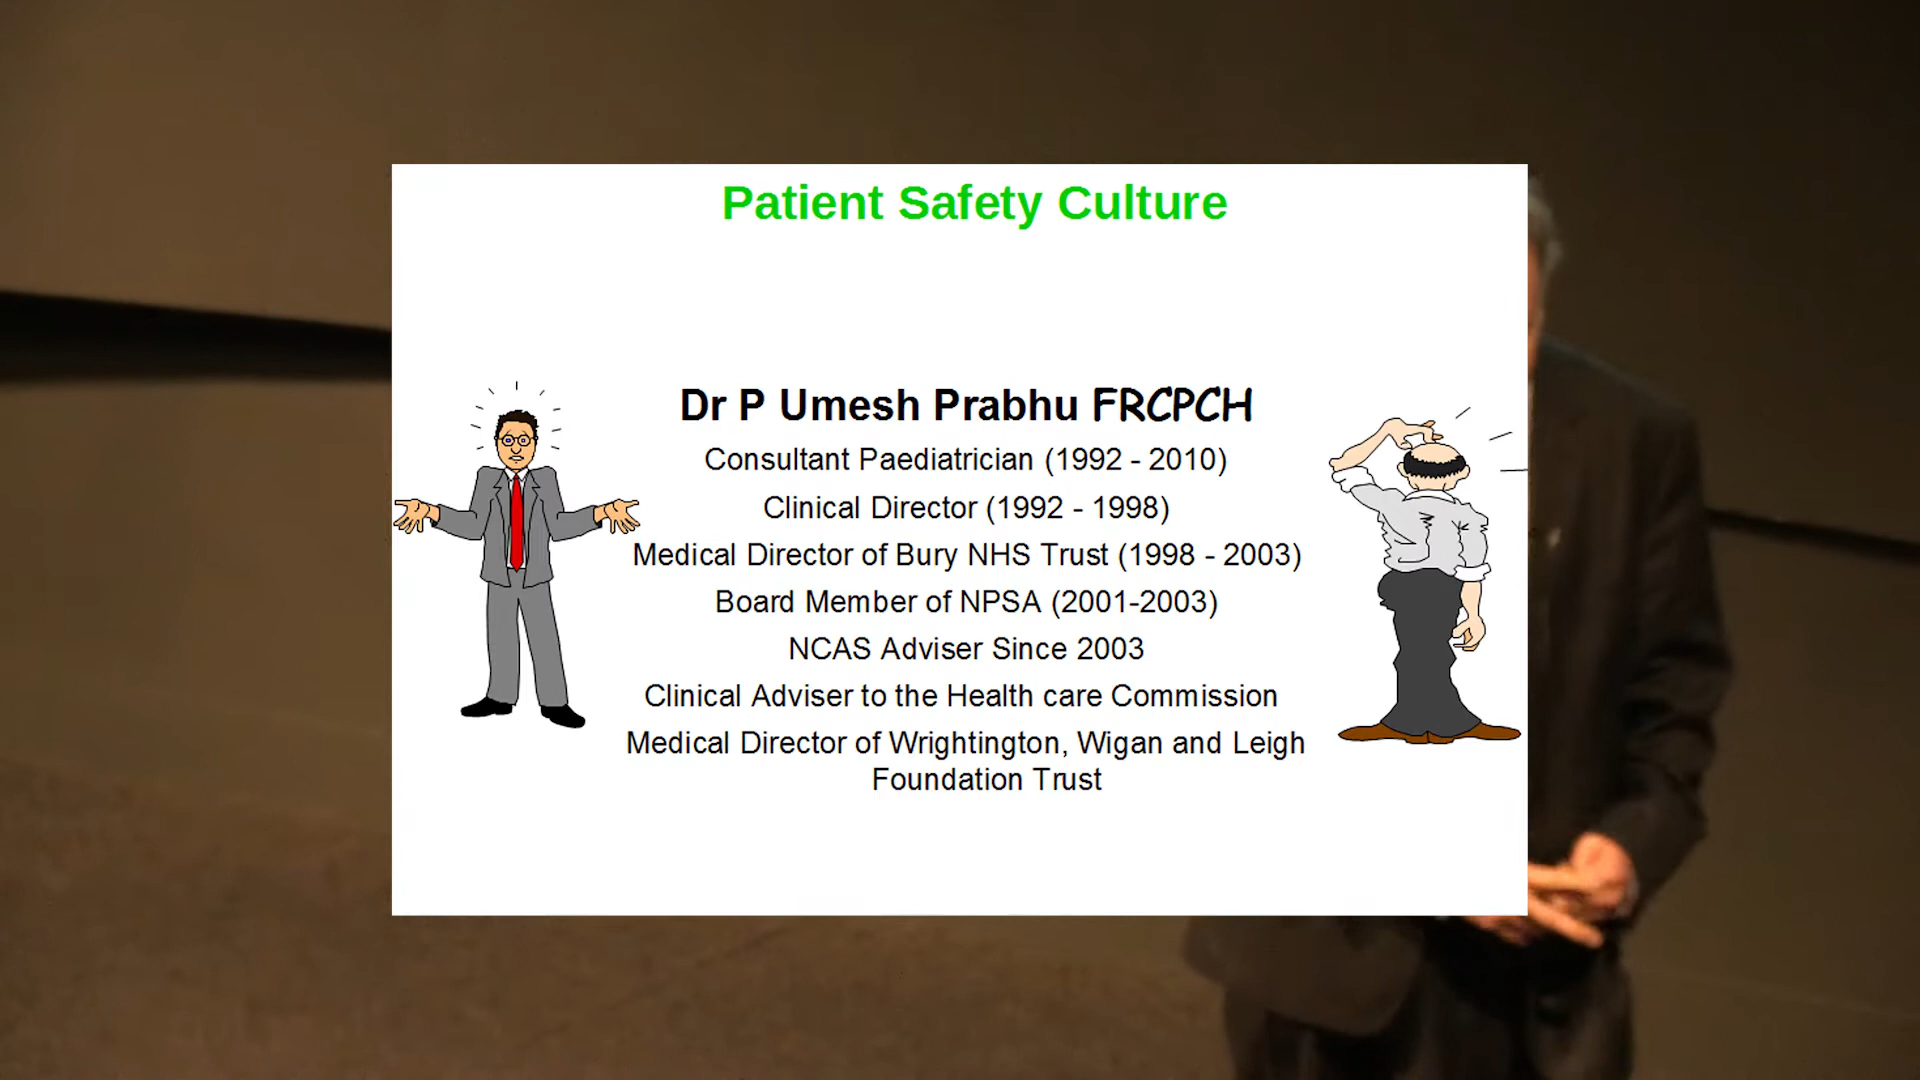 Patient Safety Culture
Dr P Umesh Prabhu FRCPCH
Consultant Paediatrician (1992 - 2010)
Clinical Director (1992 - 1998)
Medical Director of Bury NHS Trust (1998 - 2003)
Board Member of NPSA (2001-2003)
NCAS Adviser Since 2003
Clinical Adviser to the Health care Commission
Medical Director of Wrightington, Wigan and Leigh
Foundation Trust